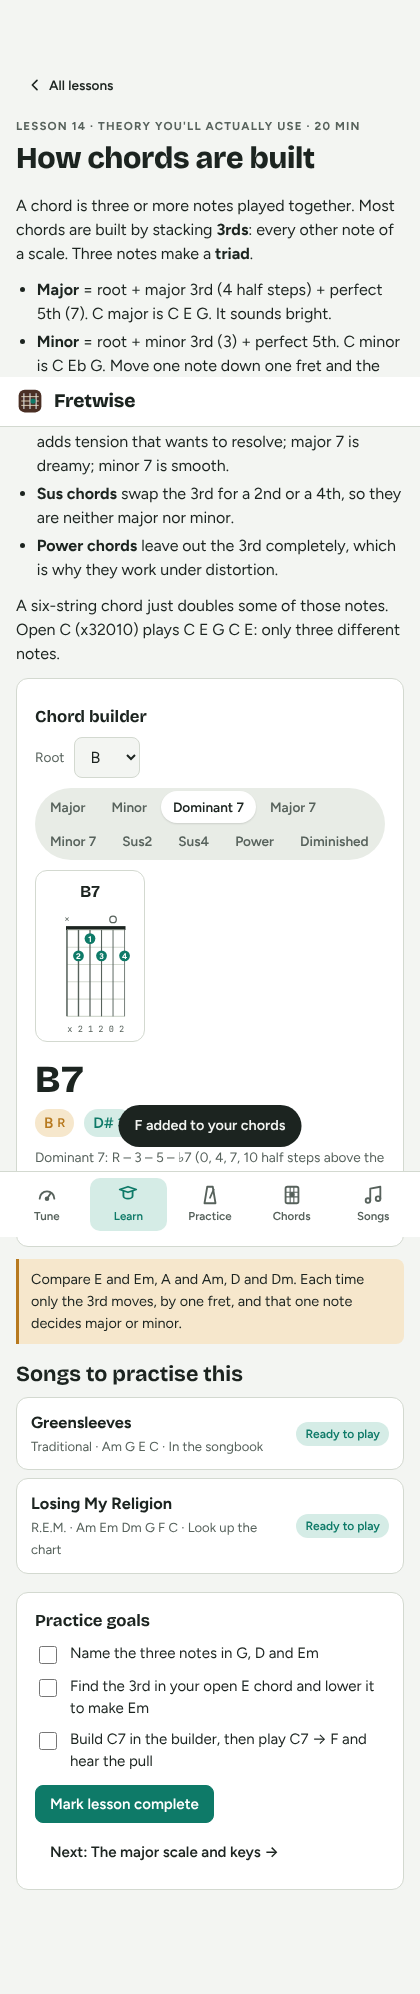 All lessons
LESSON 14 · THEORY YOU'LL ACTUALLY USE · 20 MIN
How chords are built
A chord is three or more notes played together. Most
chords are built by stacking 3rds: every other note of
a scale. Three notes make a triad.
• Major = root + major 3rd (4 half steps) + perfect
5th (7). C major is C E G. It sounds bright.
• Minor = root + minor 3rd (3) + perfect 5th. C minor
is C Eb G. Move one note down one fret and the
Fretwise
adds tension that wants to resolve; major 7 is
dreamy; minor 7 is smooth.
• Sus chords swap the 3rd for a 2nd or a 4th, so they
are neither major nor minor.
• Power chords leave out the 3rd completely, which
is why they work under distortion.
A six-string chord just doubles some of those notes.
Open C (x32010) plays C E G C E: only three different
notes.
Chord builder
Root B
Major Minor Dominant 7 Major 7
Minor 7 Sus2 Sus4 Power Diminished
B7
×
1
2 3 4
x 2 1 2 0 2
B7
B R D#
F added to your chords
Dominant 7: R – 3 – 5 – ♭7 (0, 4, 7, 10 half steps above the
Tune Learn Practice Chords Songs
Compare E and Em, A and Am, D and Dm. Each time
only the 3rd moves, by one fret, and that one note
decides major or minor.
Songs to practise this
Greensleeves
Traditional · Am G E C · In the songbook
Ready to play
Losing My Religion
R.E.M. · Am Em Dm G F C · Look up the
chart
Ready to play
Practice goals
Name the three notes in G, D and Em
Find the 3rd in your open E chord and lower it
to make Em
Build C7 in the builder, then play C7 → F and
hear the pull
Mark lesson complete
Next: The major scale and keys →